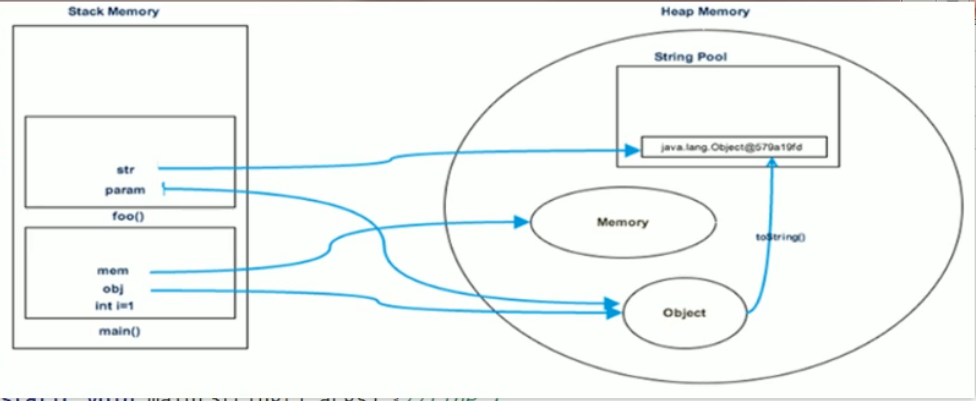 Stack Memory
Heap Memory
String Pool
java.lang.Object@579a19fd
str
param
foo()
Memory
toString()
mem
obj
int i=1
Object
main()